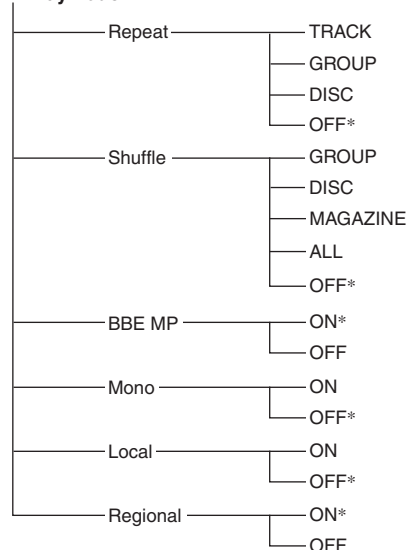 Repeat TRACK
GROUP
DISC
OFF*
Shuffle GROUP
DISC
MAGAZINE
ALL
OFF*
BBE MP ON*
OFF
Mono ON
OFF*
Local ON
OFF*
Regional ON*
OFF